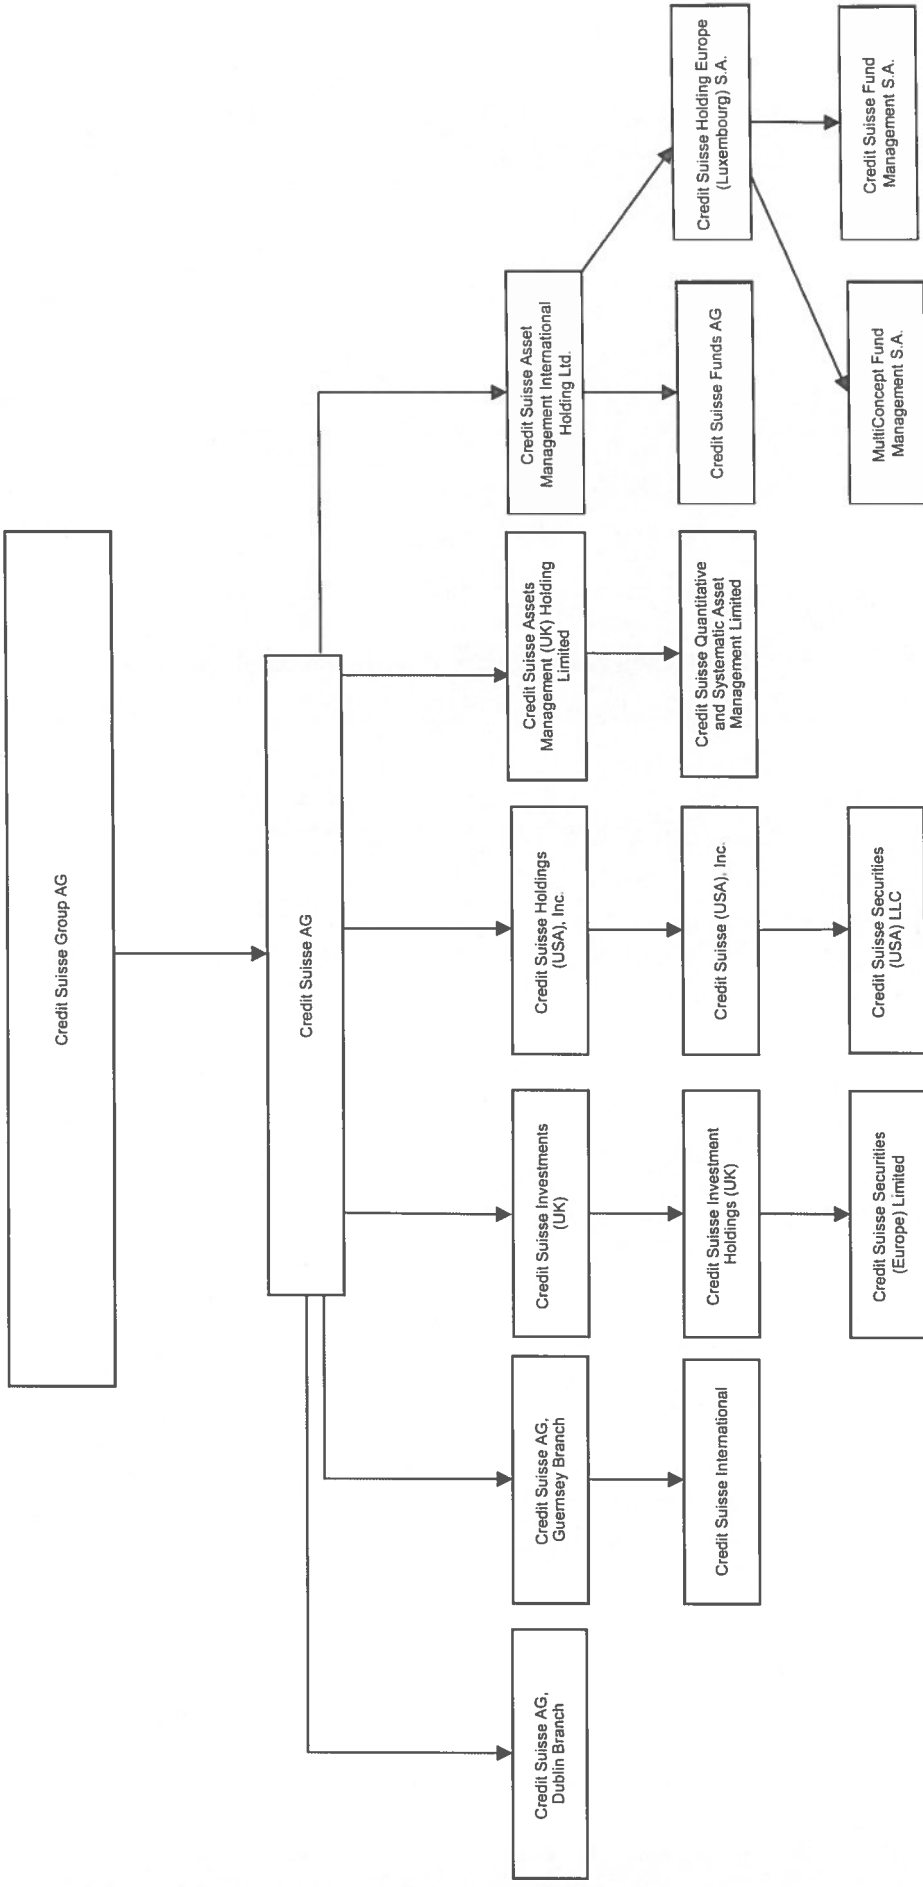 Credit Suisse Group AG
Credit Suisse AG
Credit Suisse AG,
Dublin Branch
Credit Suisse AG,
Guernsey Branch
Credit Suisse Investments
(UK)
Credit Suisse Holdings
(USA), Inc.
Credit Suisse Assets
Management (UK) Holding
Limited
Credit Suisse Asset
Management International
Holding Ltd.
Credit Suisse International
Credit Suisse Investment
Holdings (UK)
Credit Suisse (USA), Inc.
Credit Suisse Quantitative
and Systematic Asset
Management Limited
Credit Suisse Funds AG
Credit Suisse Holding Europe
(Luxembourg) S.A.
Credit Suisse Securities
(Europe) Limited
Credit Suisse Securities
(USA) LLC
MultiConcept Fund
Management S.A.
Credit Suisse Fund
Management S.A.